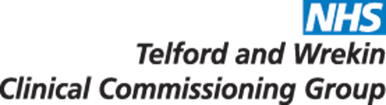 NHS
Telford and Wrekin
Clinical Commissioning Group